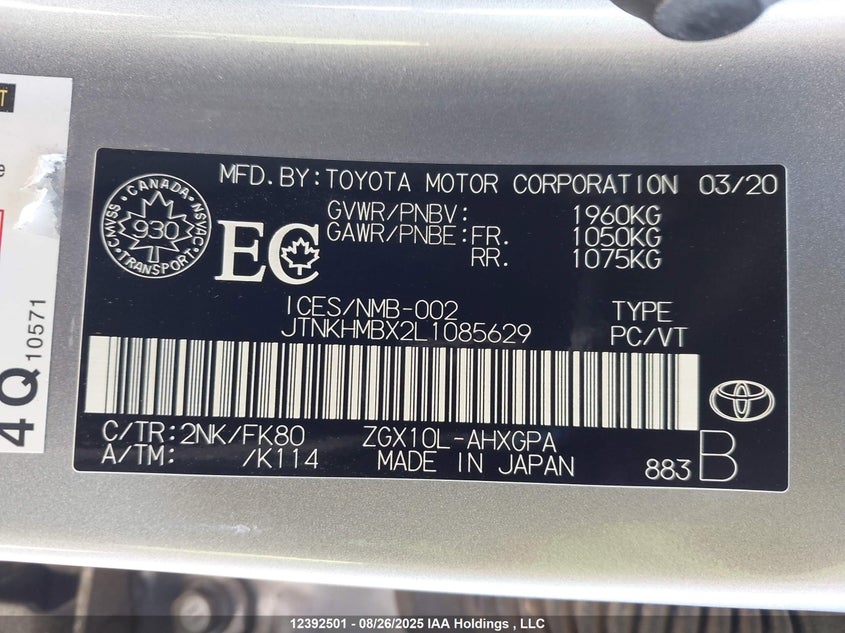 T
e
4 Q 10571
MFD.BY:TOYOTA MOTOR CORPORATION 03/20
CANADA
CMVSS NSVAC
930
TRANSPORT
EC
GVWR/PNBV: 1960KG
GAWR/PNBE:FR. 1050KG
RR. 1075KG
ICES/NMB-002 TYPE
JTNKHMBX2L1085629 PC/VT
C/TR:2NK/FK80 ZGX10L-AHXGPA
A/TM: /K114 MADE IN JAPAN 883 B
12392501 - 08/26/2025 IAA Holdings , LLC